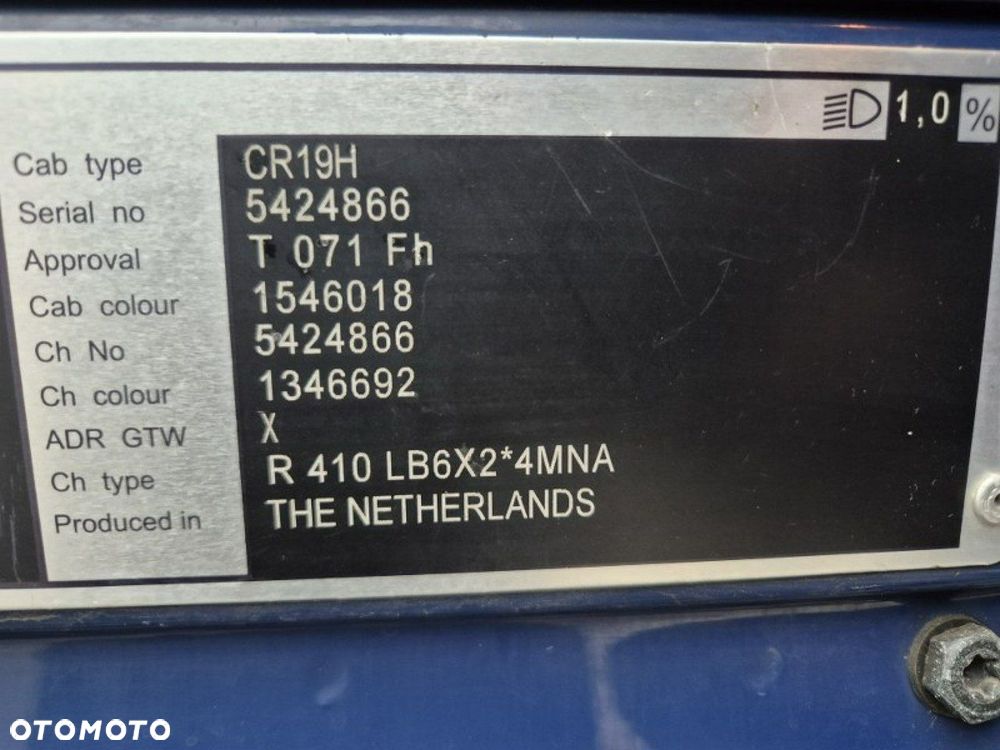 1,0 %
Cab type CR19H
Serial no 5424866
Approval T 071 Fh
Cab colour 1546018
Ch No 5424866
Ch colour 1346692
ADR GTW X
Ch type R 410 LB6X2*4MNA
Produced in THE NETHERLANDS
OTOMOTO